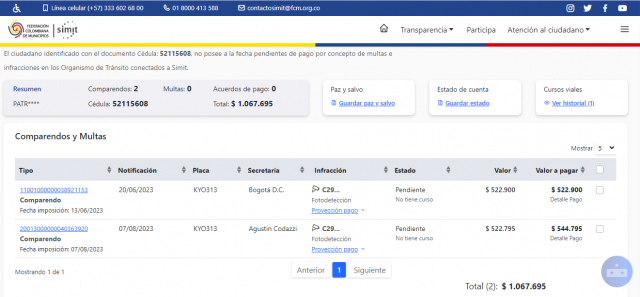 Línea celular (+57) 333 602 68 00 01 8000 413 588 contactosimit@fcm.org.co
FEDERACIÓN COLOMBIANA DE MUNICIPIOS simit Transparencia Participa Atención al ciudadano
El ciudadano identificado con el documento Cédula: 52115608, no posee a la fecha pendientes de pago por concepto de multas e
infracciones en los Organismo de Tránsito conectados a Simit.
Resumen Comparendos: 2 Multas: 0 Acuerdos de pago: 0
PATR**** Cédula: 52115608 Total: $ 1.067.695
Paz y salvo
Guardar paz y salvo
Estado de cuenta
Guardar estado
Cursos viales
Ver historial (1)
Comparendos y Multas
Mostrar 5
Tipo Notificación Placa Secretaría Infracción Estado Valor Valor a pagar
11001000000038921153 20/06/2023 KYO313 Bogotá D.C. C29... Pendiente $ 522.900 $ 522.900
Comparendo Fotodetección No tiene curso Detalle Pago
Fecha imposición: 13/06/2023 Proyección pago
20013000000040363920 07/08/2023 KYO313 Agustin Codazzi C29... Pendiente $ 522.795 $ 544.795
Comparendo Fotodetección No tiene curso Detalle Pago
Fecha imposición: 07/08/2023 Proyección pago
Mostrando 1 de 1 Anterior 1 Siguiente
Total (2): $ 1.067.695